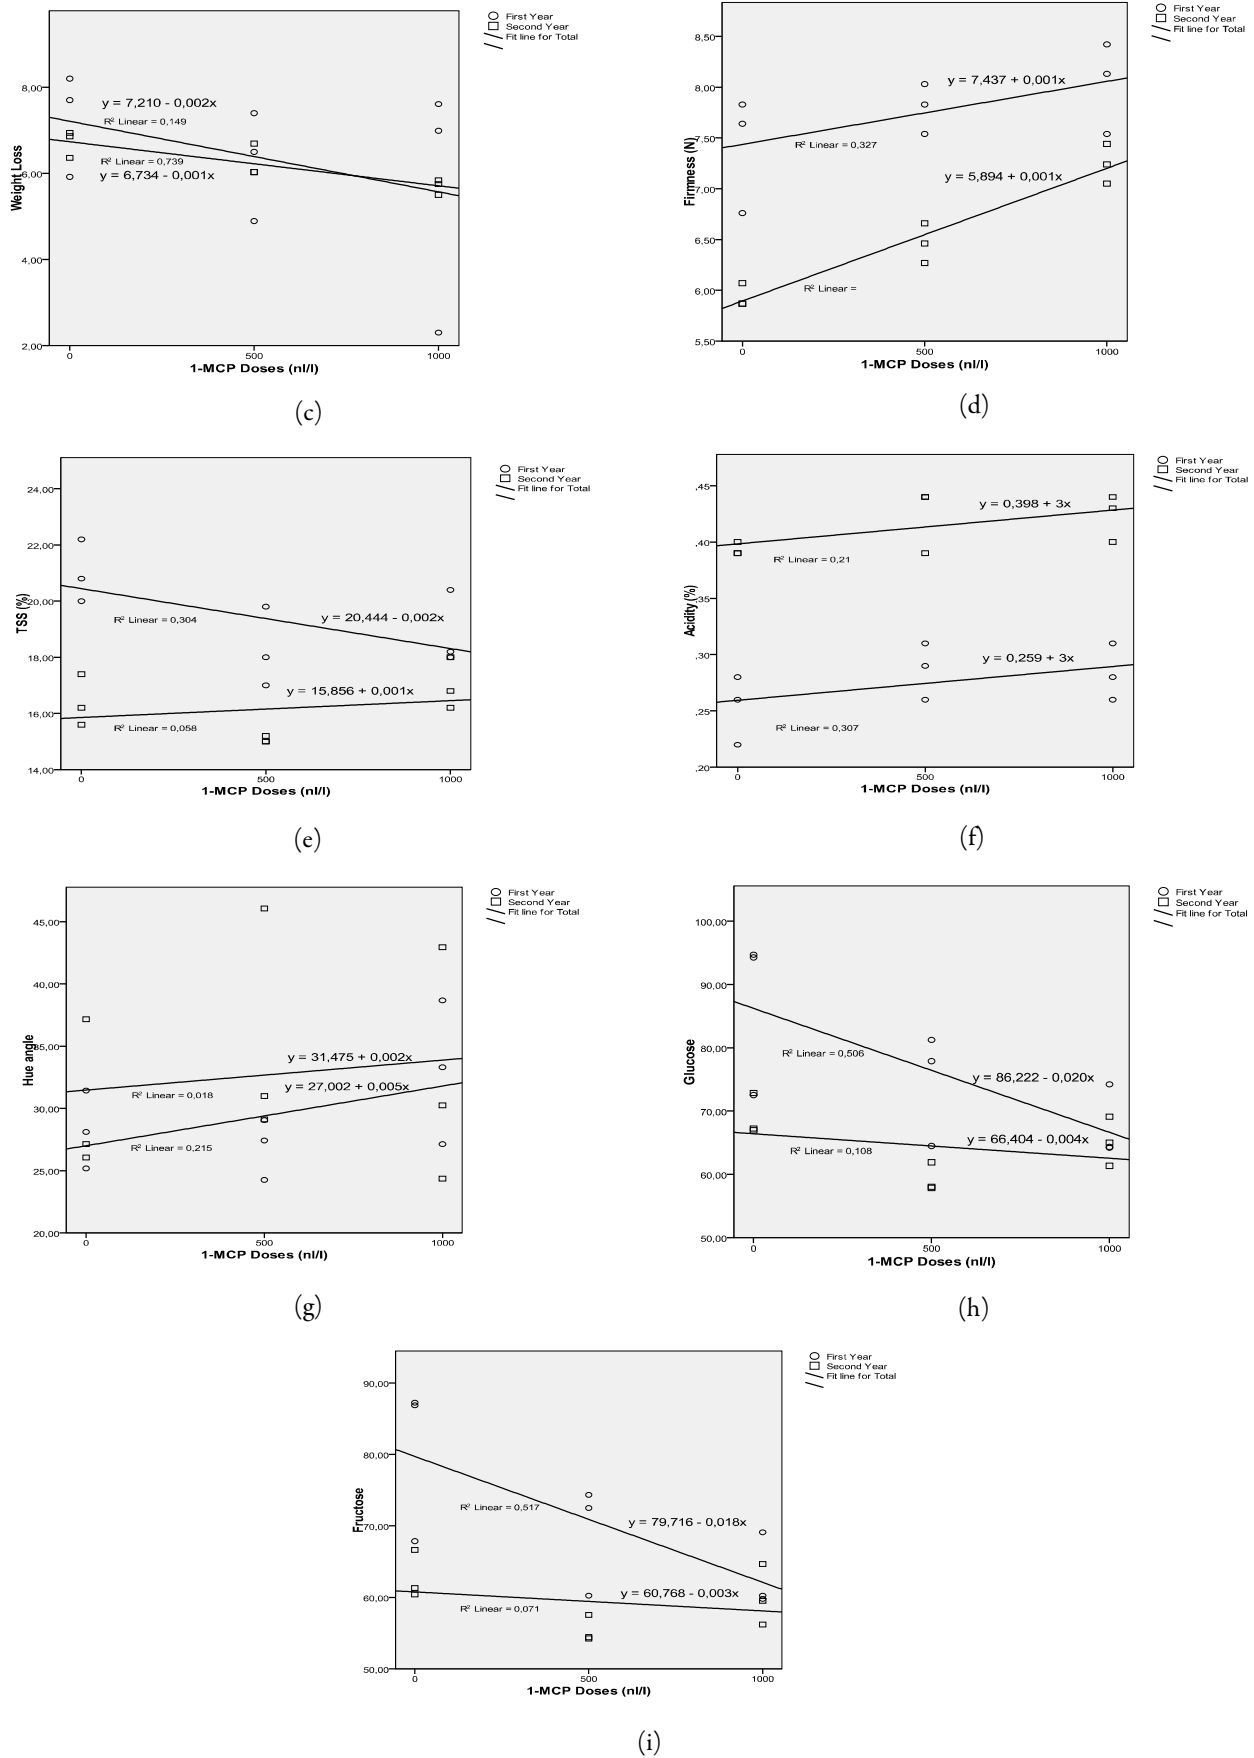 First Year
Second Year
Fit line for Total
8,00
6,00
4,00
2,00
Weight Loss
y = 7,210 - 0,002x
R² Linear = 0,149
R² Linear = 0,739
y = 6,734 - 0,001x
0
500
1000
1-MCP Doses (nl/l)
(c)
First Year
Second Year
Fit line for Total
8,50
8,00
7,50
7,00
6,50
6,00
5,50
Firmness (N)
y = 7,437 + 0,001x
R² Linear = 0,327
y = 5,894 + 0,001x
R² Linear =
0
500
1000
1-MCP Doses (nl/l)
(d)
First Year
Second Year
Fit line for Total
24,00
22,00
20,00
18,00
16,00
14,00
TSS (%)
R² Linear = 0,304
y = 20,444 - 0,002x
y = 15,856 + 0,001x
R² Linear = 0,058
0
500
1000
1-MCP Doses (nl/l)
(e)
First Year
Second Year
Fit line for Total
,45
,40
,35
,30
,25
,20
Acidity (%)
y = 0,398 + 3x
R² Linear = 0,21
y = 0,259 + 3x
R² Linear = 0,307
0
500
1000
1-MCP Doses (nl/l)
(f)
First Year
Second Year
Fit line for Total
45,00
40,00
35,00
30,00
25,00
20,00
Hue angle
y = 31,475 + 0,002x
R² Linear = 0,018
y = 27,002 + 0,005x
R² Linear = 0,215
0
500
1000
1-MCP Doses (nl/l)
(g)
First Year
Second Year
Fit line for Total
100,00
90,00
80,00
70,00
60,00
50,00
Glucose
R² Linear = 0,506
y = 86,222 - 0,020x
y = 66,404 - 0,004x
R² Linear = 0,108
0
500
1000
1-MCP Doses (nl/l)
(h)
First Year
Second Year
Fit line for Total
90,00
80,00
70,00
60,00
50,00
Fructose
R² Linear = 0,517
y = 79,716 - 0,018x
y = 60,768 - 0,003x
R² Linear = 0,071
0
500
1000
1-MCP Doses (nl/l)
(i)